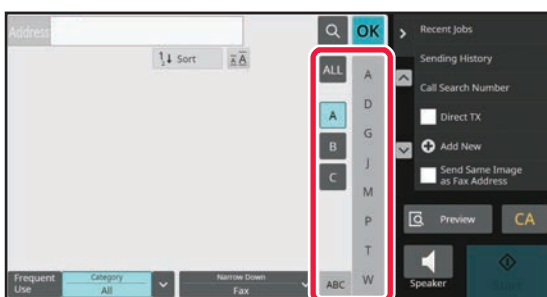 Address
OK
Recent Jobs
Sort
Sending History
ALL
A
Call Search Number
D
A
Direct TX
G
B
Add New
J
C
Send Same Image
as Fax Address
M
P
Preview
CA
T
Frequent
Use
Category
All
Narrow Down
Fax
ABC
W
Speaker
Start